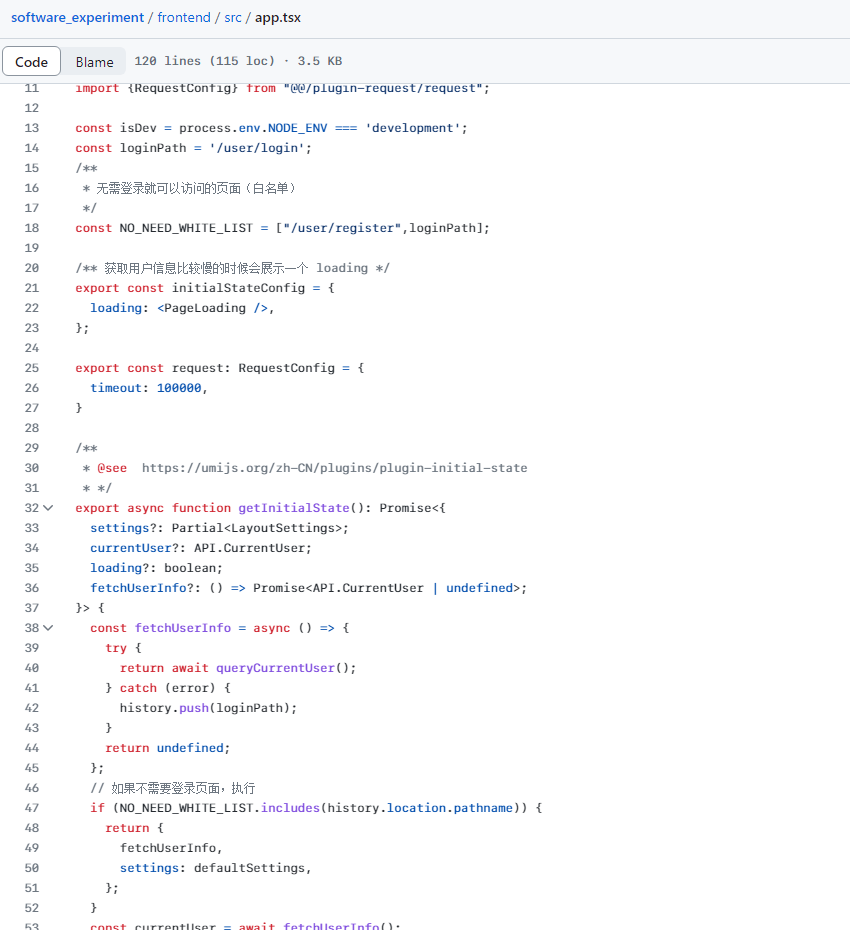 software_experiment / frontend / src / app.tsx
Code Blame 120 lines (115 loc) · 3.5 KB
11 import {RequestConfig} from "@@/plugin-request/request";
12
13 const isDev = process.env.NODE_ENV === 'development';
14 const loginPath = '/user/login';
15 /**
16  * 无需登录就可以访问的页面（白名单）
17  */
18 const NO_NEED_WHITE_LIST = ["/user/register",loginPath];
19
20 /** 获取用户信息比较慢的时候会展示一个 loading */
21 export const initialStateConfig = {
22   loading: <PageLoading />,
23 };
24
25 export const request: RequestConfig = {
26   timeout: 100000,
27 }
28
29 /**
30  * @see  https://umijs.org/zh-CN/plugins/plugin-initial-state
31  * */
32 export async function getInitialState(): Promise<{
33   settings?: Partial<LayoutSettings>;
34   currentUser?: API.CurrentUser;
35   loading?: boolean;
36   fetchUserInfo?: () => Promise<API.CurrentUser | undefined>;
37 }> {
38   const fetchUserInfo = async () => {
39     try {
40       return await queryCurrentUser();
41     } catch (error) {
42       history.push(loginPath);
43     }
44     return undefined;
45   };
46   // 如果不需要登录页面，执行
47   if (NO_NEED_WHITE_LIST.includes(history.location.pathname)) {
48     return {
49       fetchUserInfo,
50       settings: defaultSettings,
51     };
52   }
53   const currentUser = await fetchUserInfo();